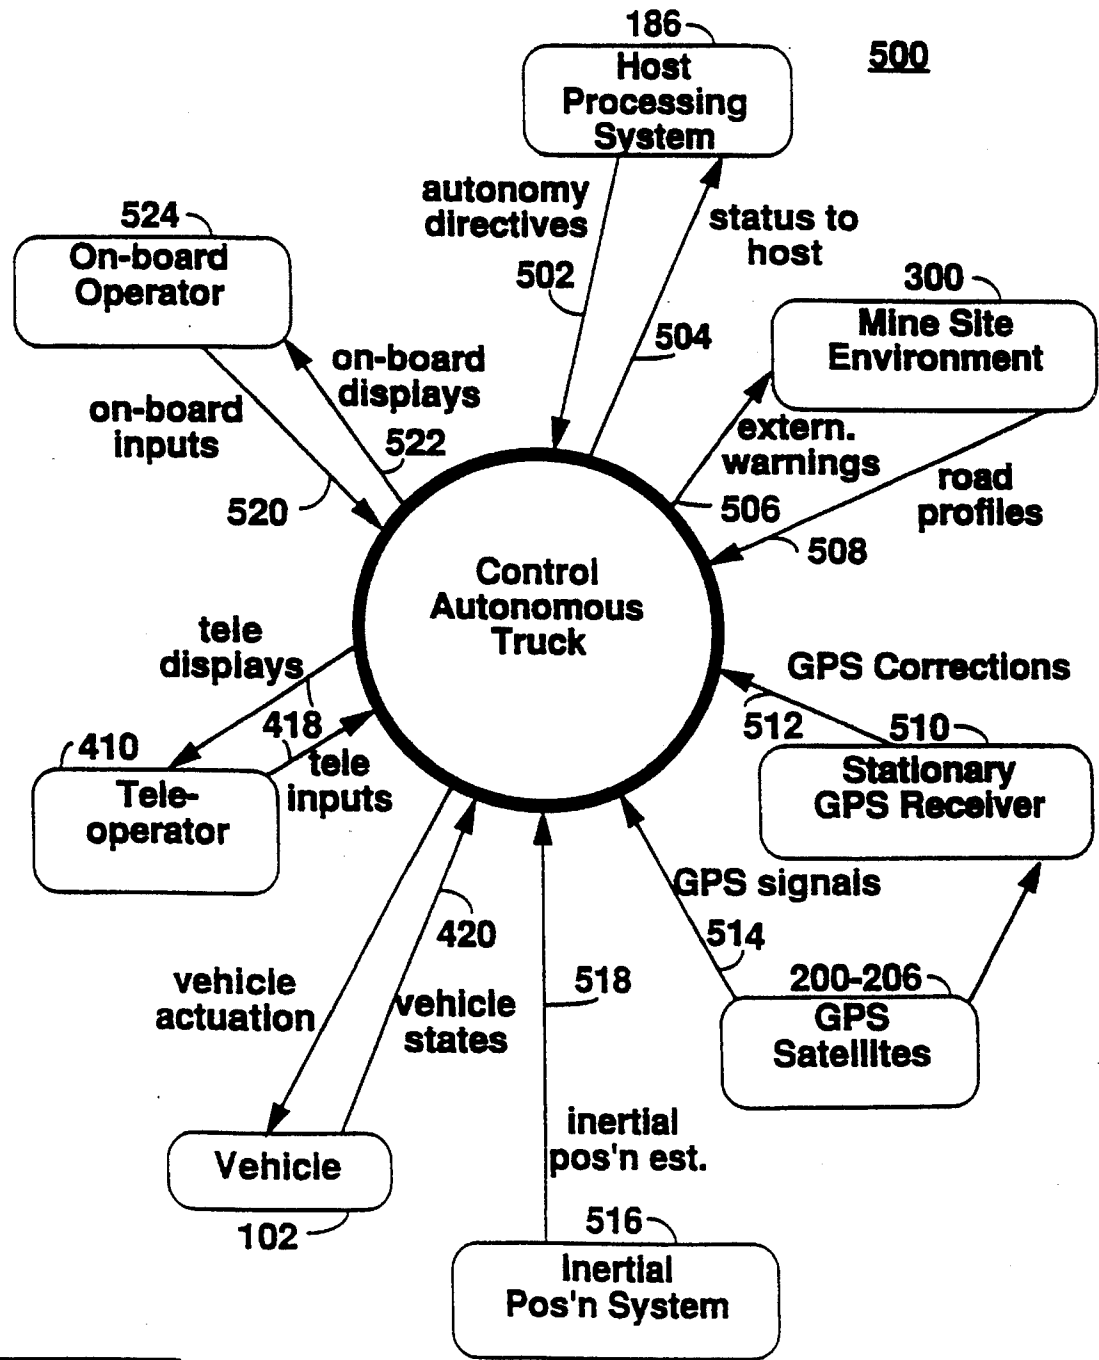 186
500
Host
Processing
System
autonomy
directives
status to
host
502
504
524
On-board
Operator
300
Mine Site
Environment
on-board
displays
on-board
inputs
522
520
extern.
warnings
506
road
profiles
508
Control
Autonomous
Truck
tele
displays
418
tele
inputs
410
Tele-
operator
GPS Corrections
512
510
Stationary
GPS Receiver
GPS signals
514
200-206
GPS
Satellites
420
vehicle
actuation
vehicle
states
518
inertial
pos'n est.
Vehicle
102
516
Inertial
Pos'n System